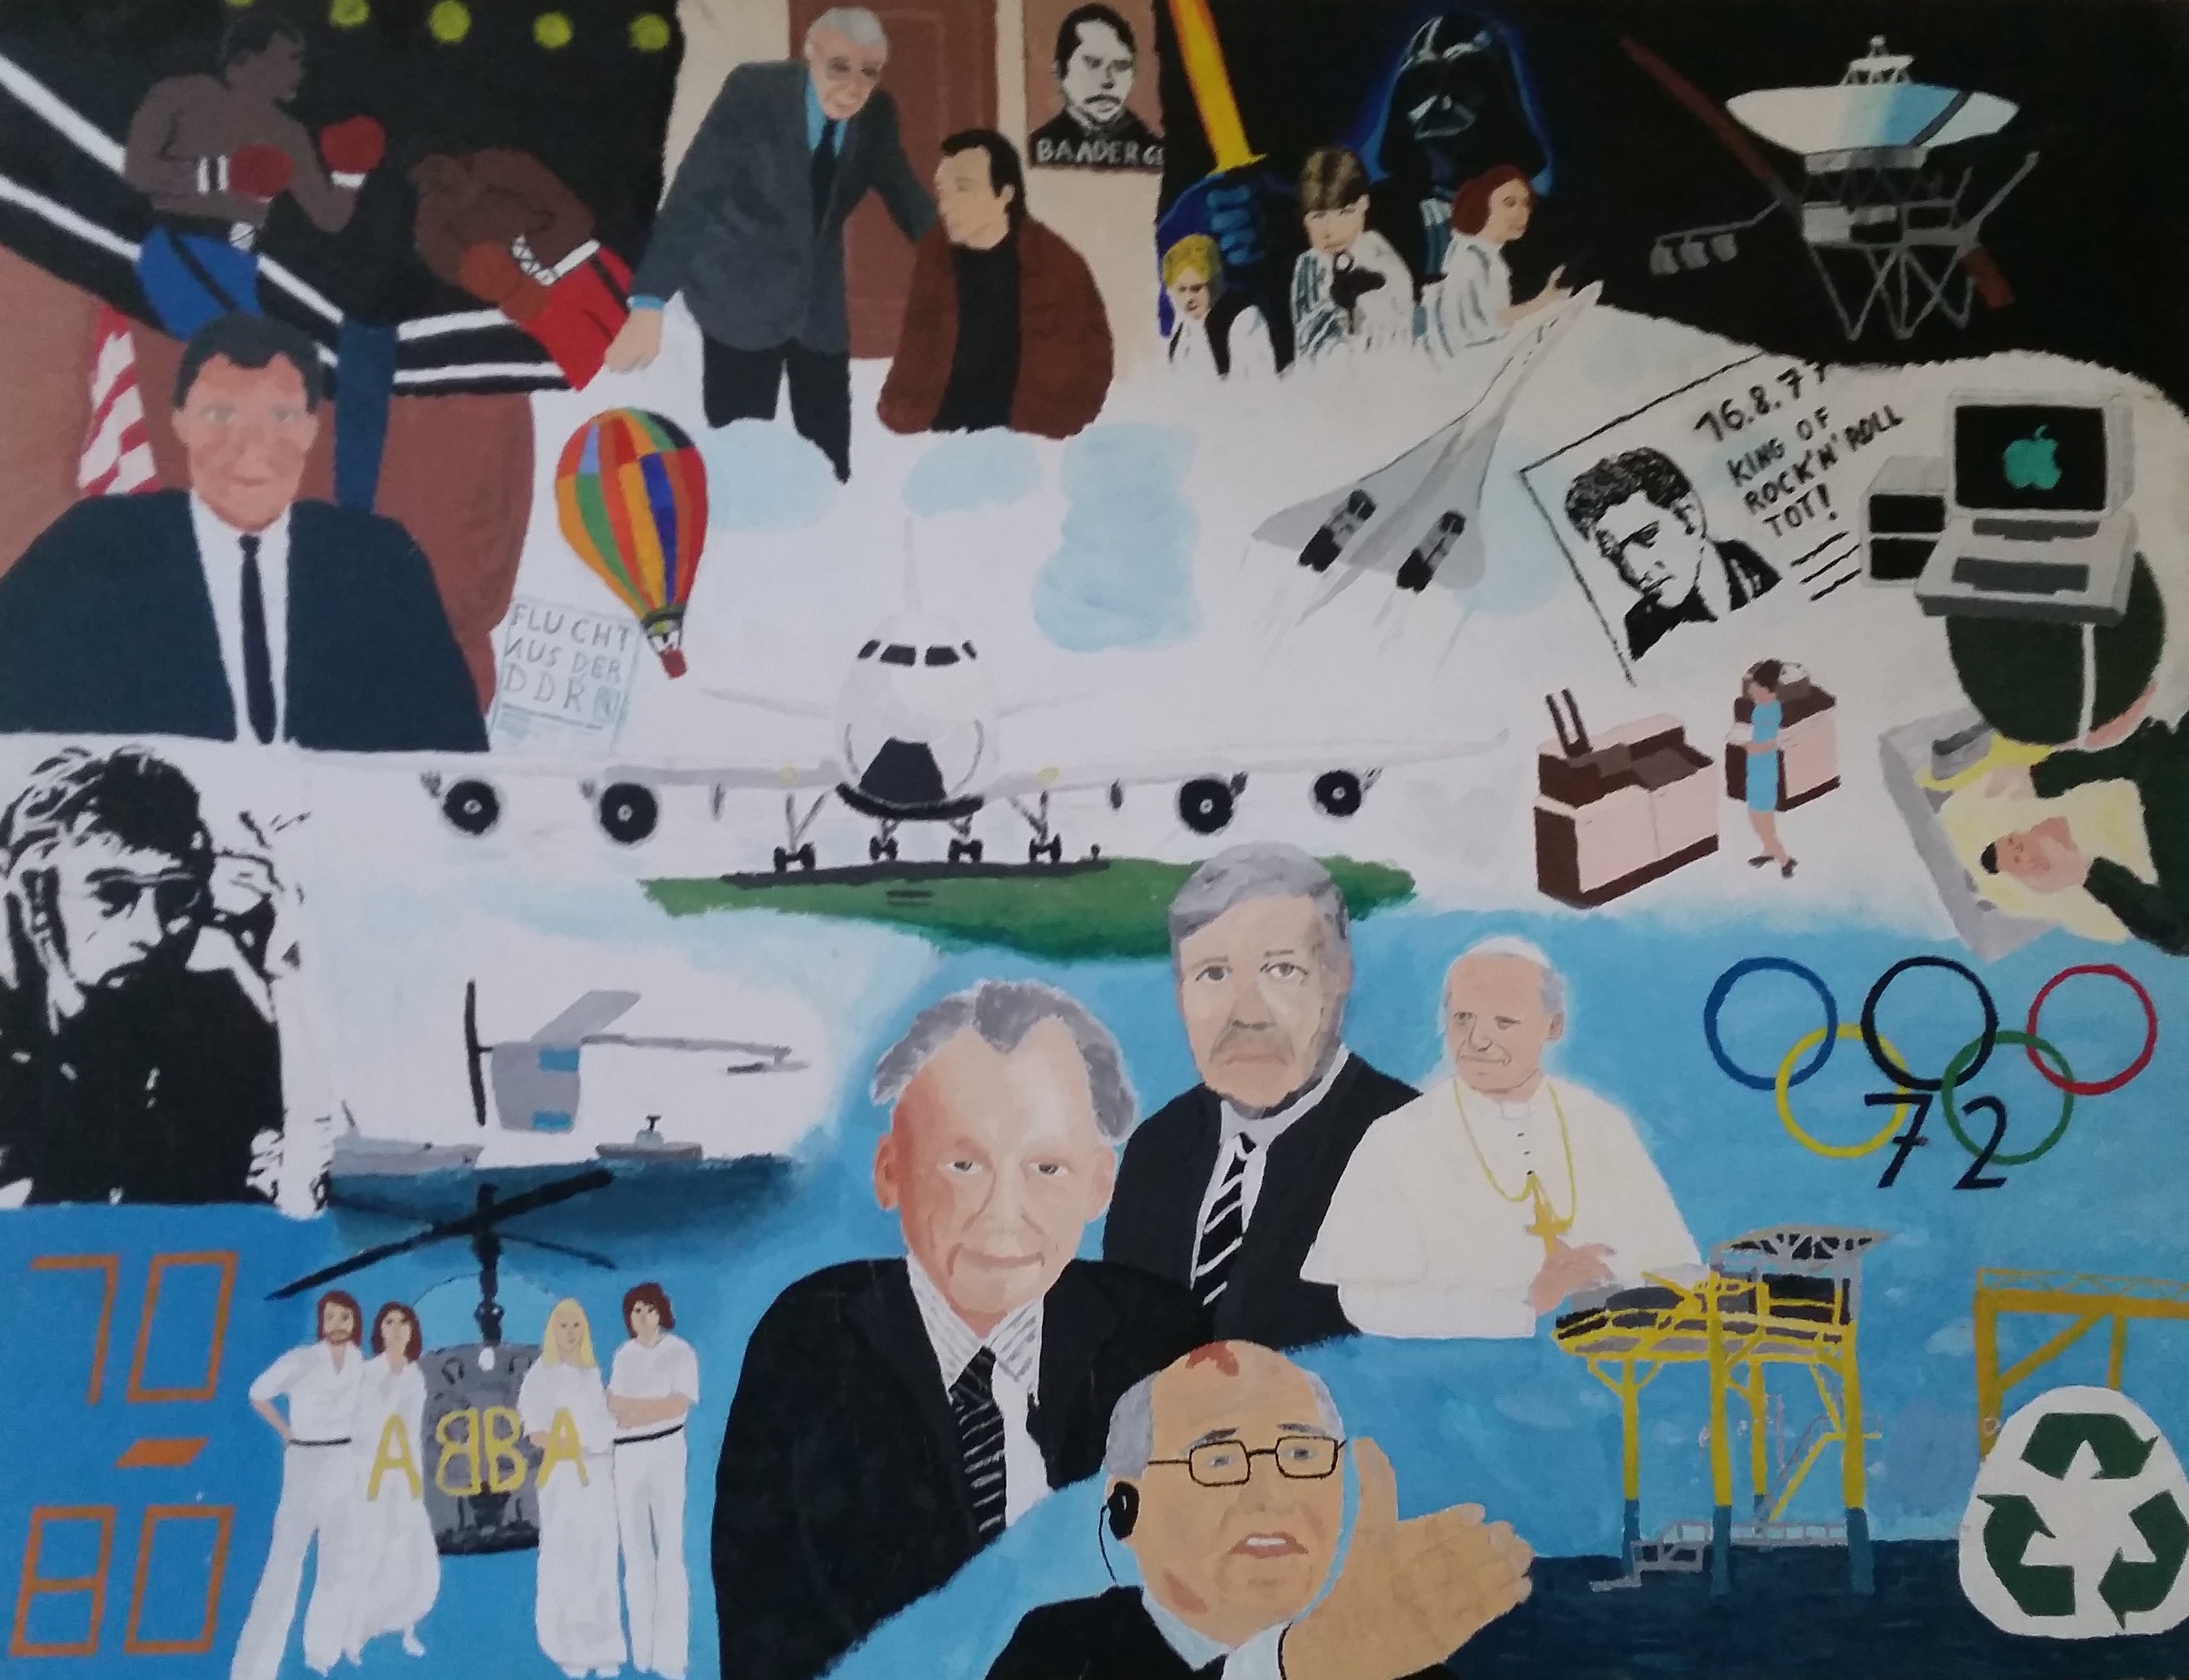 BAADER G
16.8.77
KING OF
ROCK'N'ROLL
TOT!
FLUCHT
AUS DER
DDR
72
70
-
80
ABBA